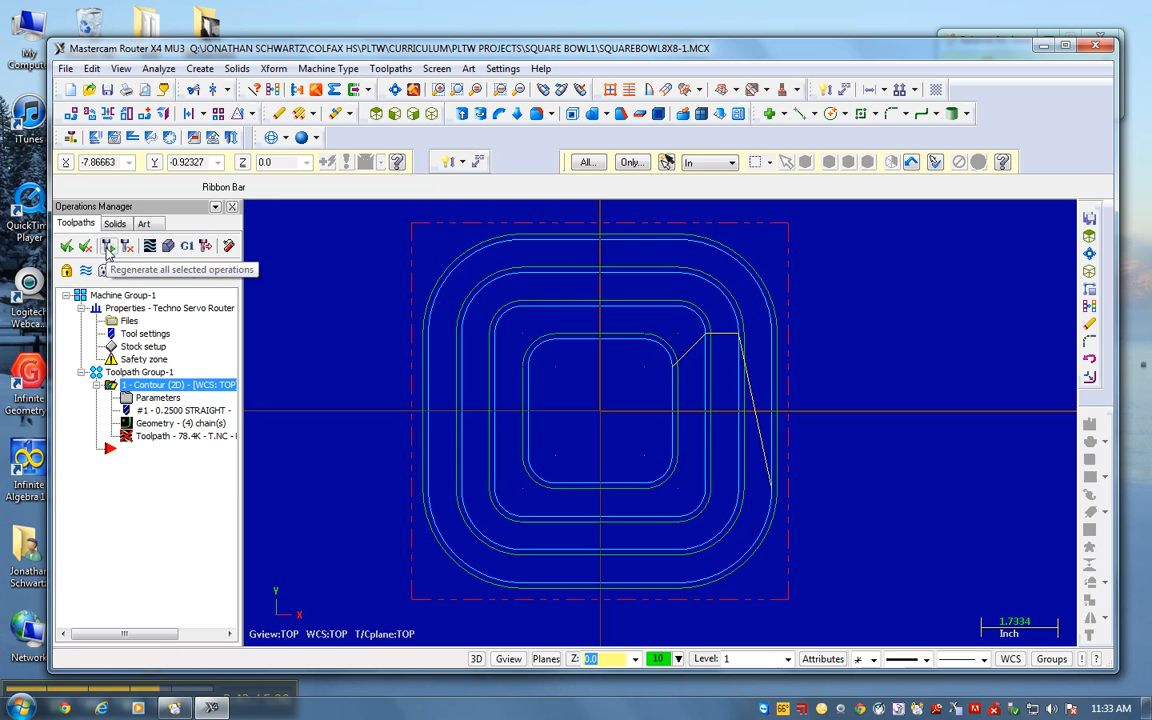 My
Compute
iTunes
QuickTim
Player
Logitech
Webca...
Infinite
Geometry...
Infinite
Algebra 1
Jonathan
Schwartz
Network
Mastercam Router X4 MU3 Q:\JONATHAN SCHWARTZ\COLFAX HS\PLTW\CURRICULUM\PLTW PROJECTS\SQUARE BOWL1\SQUAREBOWL8X8-1.MCX
File Edit View Analyze Create Solids Xform Machine Type Toolpaths Screen Art Settings Help
X -7.86663 Y -0.92327 Z 0.0 All... Only... In
Ribbon Bar
Operations Manager
Toolpaths Solids Art
G1
Regenerate all selected operations
Machine Group-1
Properties - Techno Servo Router
Files
Tool settings
Stock setup
Safety zone
Toolpath Group-1
1 - Contour (2D) - [WCS: TOP
Parameters
#1 - 0.2500 STRAIGHT -
Geometry - (4) chain(s)
Toolpath - 78.4K - T.NC -
Y
X
Gview:TOP WCS:TOP T/Cplane:TOP
1.7334
Inch
3D Gview Planes Z: 0.0 10 Level: 1 Attributes WCS Groups ! ?
66°
11:33 AM